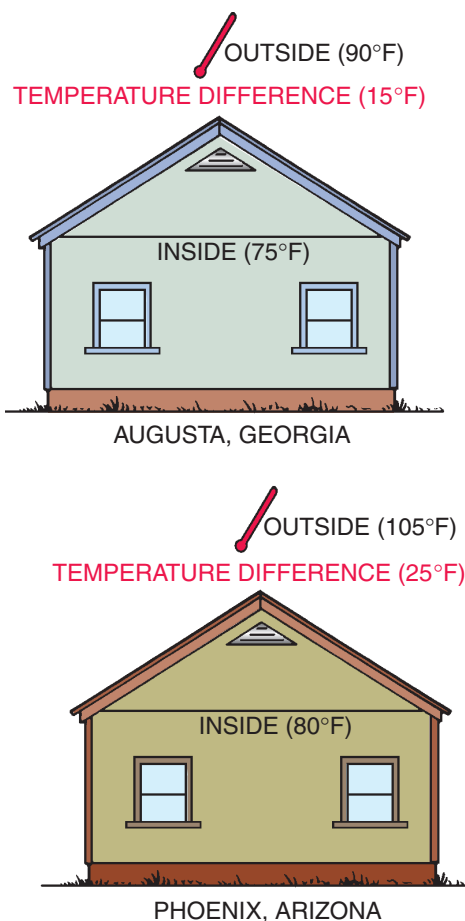 OUTSIDE (90°F)
TEMPERATURE DIFFERENCE (15°F)
INSIDE (75°F)
AUGUSTA, GEORGIA
OUTSIDE (105°F)
TEMPERATURE DIFFERENCE (25°F)
INSIDE (80°F)
PHOENIX, ARIZONA